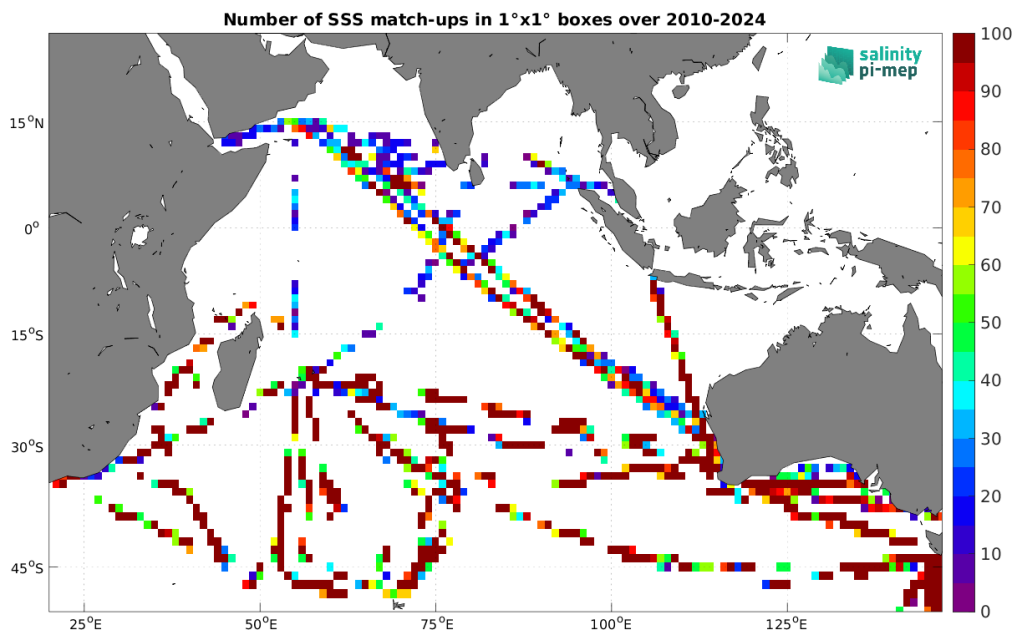 Number of SSS match-ups in 1°x1° boxes over 2010-2024
salinity
pi-mep
15°N
0°
15°S
30°S
45°S
25°E
50°E
75°E
100°E
125°E
100
90
80
70
60
50
40
30
20
10
0